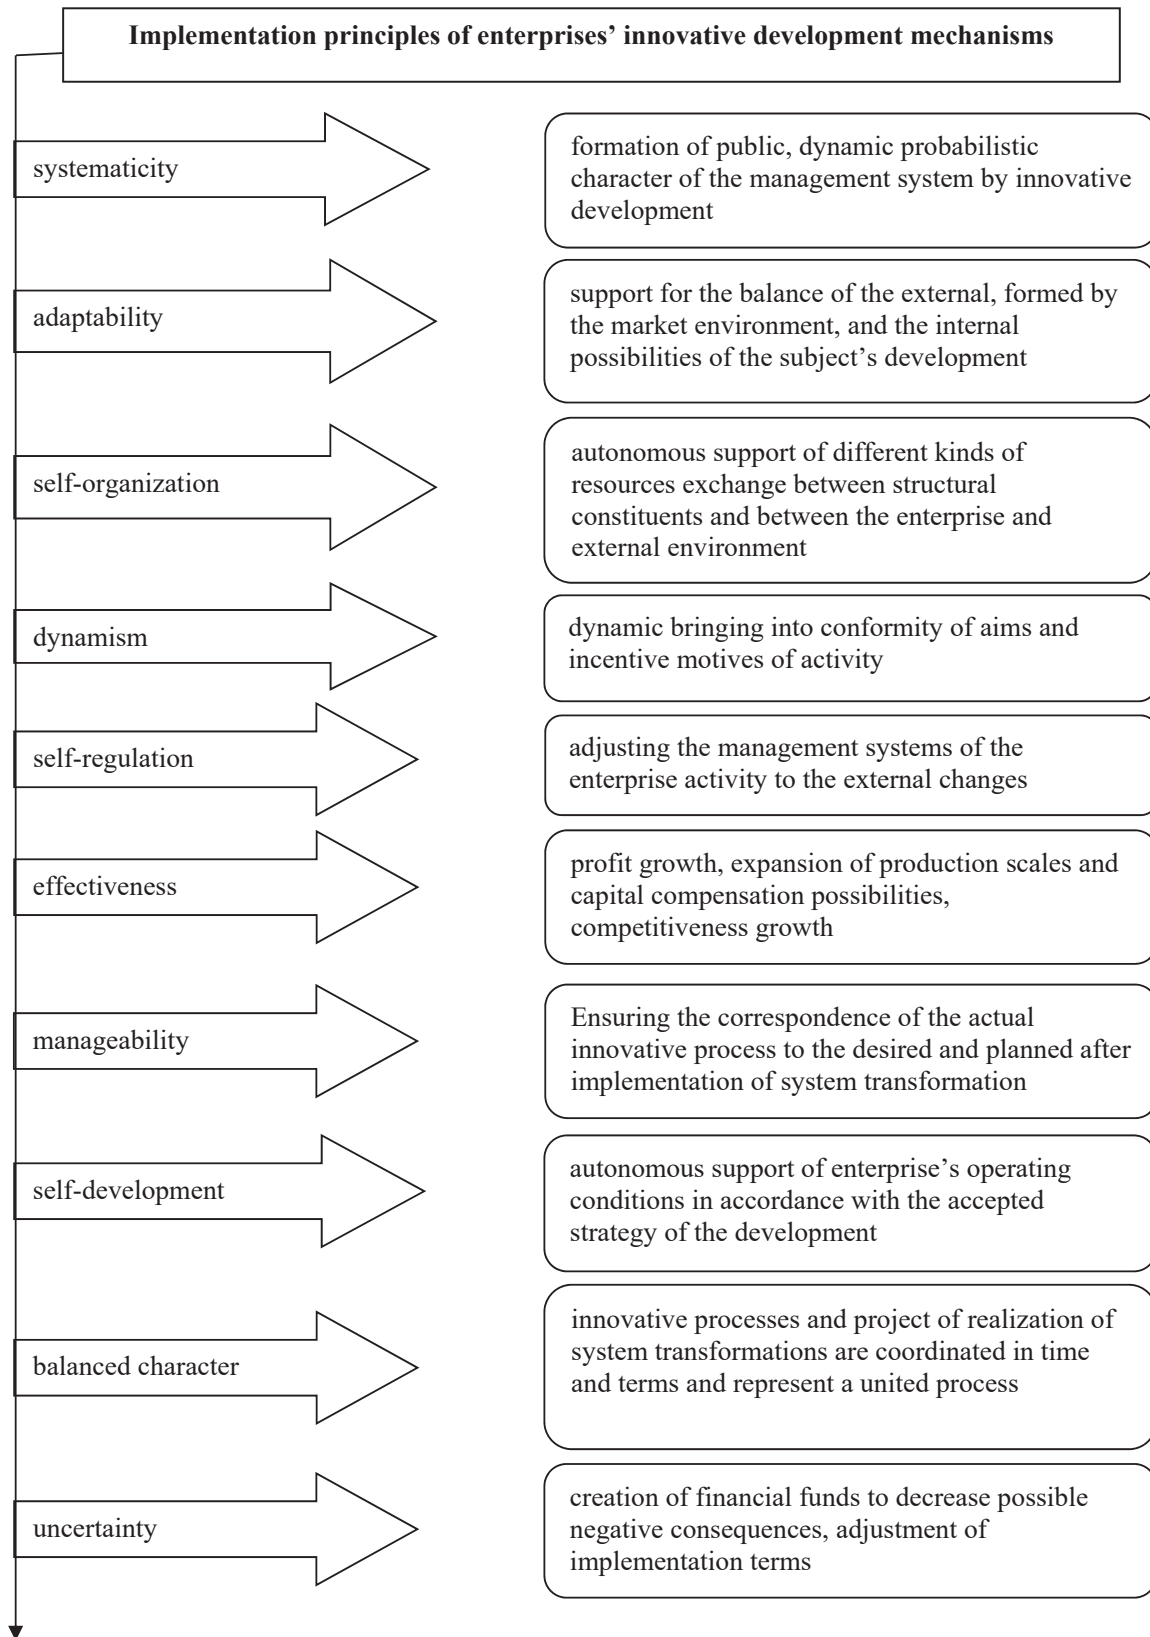 Implementation principles of enterprises’ innovative development mechanisms
systematicity
formation of public, dynamic probabilistic
character of the management system by innovative
development
adaptability
support for the balance of the external, formed by
the market environment, and the internal
possibilities of the subject’s development
self-organization
autonomous support of different kinds of
resources exchange between structural
constituents and between the enterprise and
external environment
dynamism
dynamic bringing into conformity of aims and
incentive motives of activity
self-regulation
adjusting the management systems of the
enterprise activity to the external changes
effectiveness
profit growth, expansion of production scales and
capital compensation possibilities,
competitiveness growth
manageability
Ensuring the correspondence of the actual
innovative process to the desired and planned after
implementation of system transformation
self-development
autonomous support of enterprise’s operating
conditions in accordance with the accepted
strategy of the development
balanced character
innovative processes and project of realization of
system transformations are coordinated in time
and terms and represent a united process
uncertainty
creation of financial funds to decrease possible
negative consequences, adjustment of
implementation terms